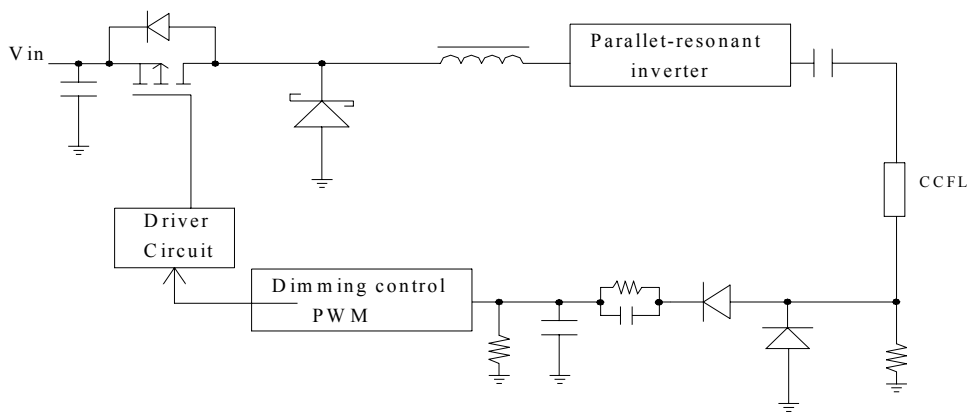 Vin
Parallet-resonant
inverter
CCFL
Driver
Circuit
Dimming control
PWM